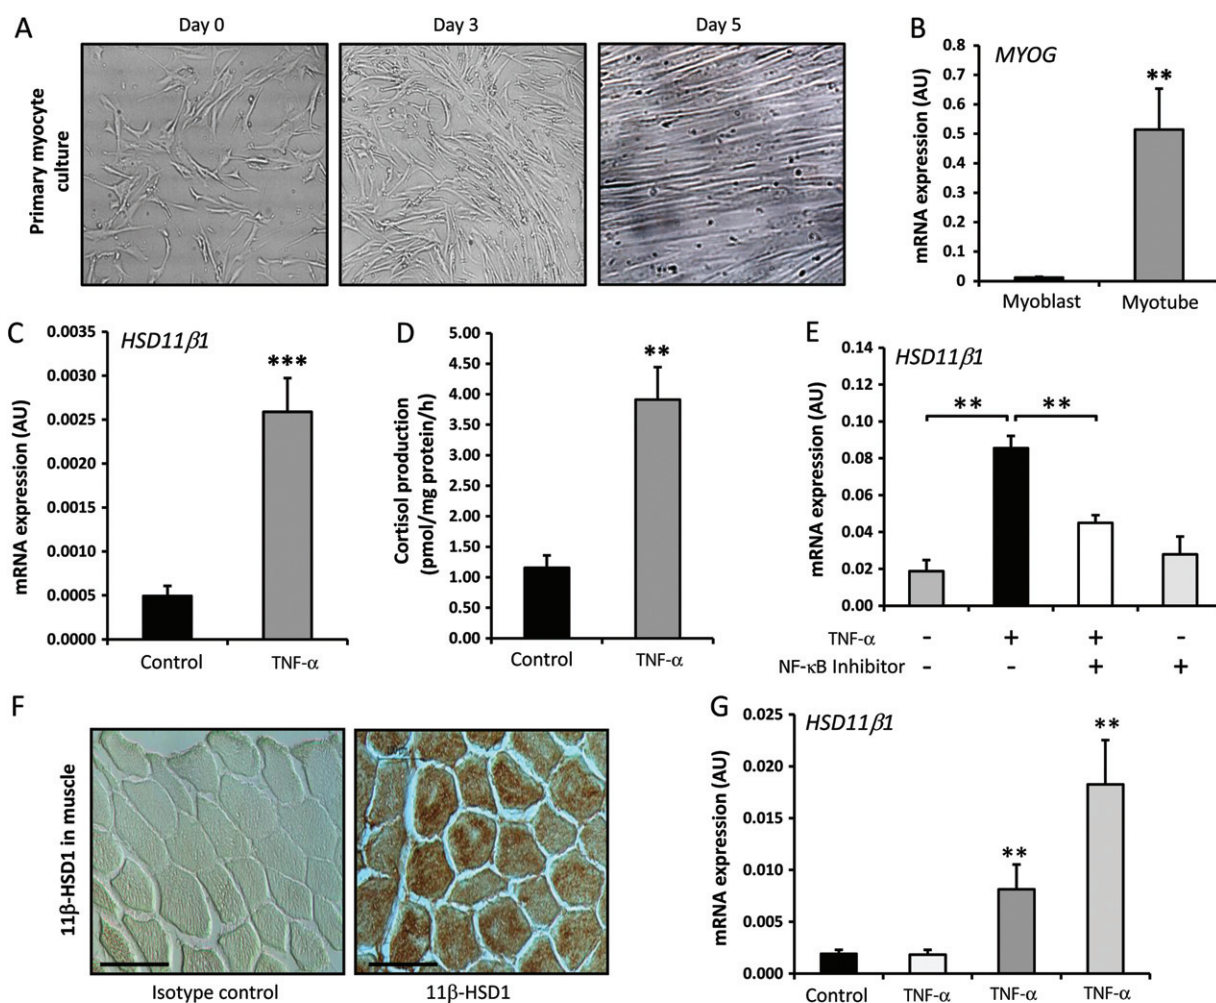 A
Day 0
Day 3
Day 5
Primary myocyte
culture
B
MYOG
mRNA expression (AU)
0.8
0.7
0.6
0.5
0.4
0.3
0.2
0.1
0
**
Myoblast
Myotube
C
HSD11β1
mRNA expression (AU)
0.0035
0.0030
0.0025
0.0020
0.0015
0.0010
0.0005
0.0000
***
Control
TNF-α
D
Cortisol production
(pmol/mg protein/h)
5.00
4.50
4.00
3.50
3.00
2.50
2.00
1.50
1.00
0.50
0.00
**
Control
TNF-α
E
HSD11β1
mRNA expression (AU)
0.14
0.12
0.10
0.08
0.06
0.04
0.02
0.00
** **
TNF-α - + + -
NF-κB Inhibitor - - + +
F
11β-HSD1 in muscle
Isotype control
11β-HSD1
G
HSD11β1
mRNA expression (AU)
0.025
0.020
0.015
0.010
0.005
0.000
**
**
Control
TNF-α
TNF-α
TNF-α